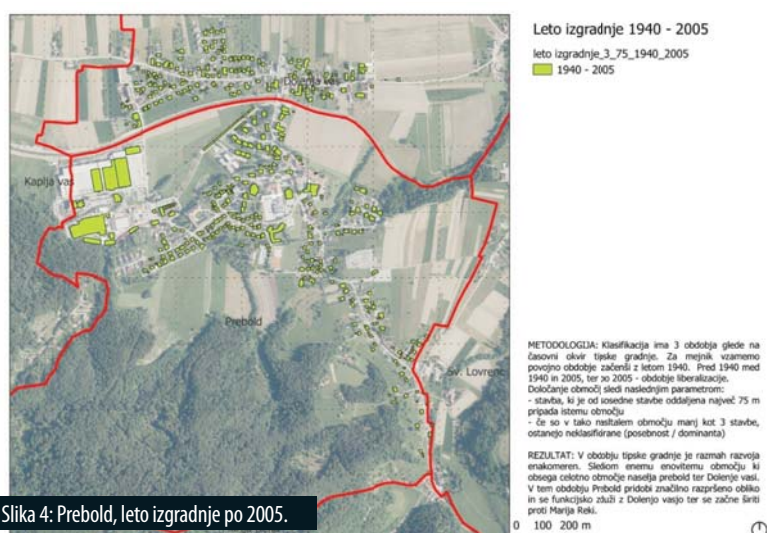 Leto izgradnje 1940 - 2005
leto izgradnje_3_75_1940_2005
1940 - 2005
Dolenja vas
Kaplja vas
Prebold
Sv. Lovrenc
METODOLOGIJA: Klasifikacija ima 3 obdobja glede na
časovni okvir tipske gradnje. Za mejnik vzamemo
povojno obdobje začenši z letom 1940. Pred 1940 med
1940 in 2005, ter po 2005 - obdobje liberalizacije.
Določanje območij sledi naslednjim parametrom:
- stavba, ki je od sosedne stavbe oddaljena največ 75 m
pripada istemu območju
- če so v tako nastalem območju manj kot 3 stavbe,
ostanejo neklasifidrane (posebnost / dominanta)
REZULTAT: V obdobju tipske gradnje je razmah razvoja
enakomeren. Sledimo enemu enovitemu območju ki
obsega celotno območje naselja prebold ter Dolenje vasi.
V tem obdobju Prebold pridobi značilno razpršeno obliko
in se funkcijsko združi z Dolenjo vasjo ter se začne širiti
proti Marija Reki.
Slika 4: Prebold, leto izgradnje po 2005.
0 100 200 m